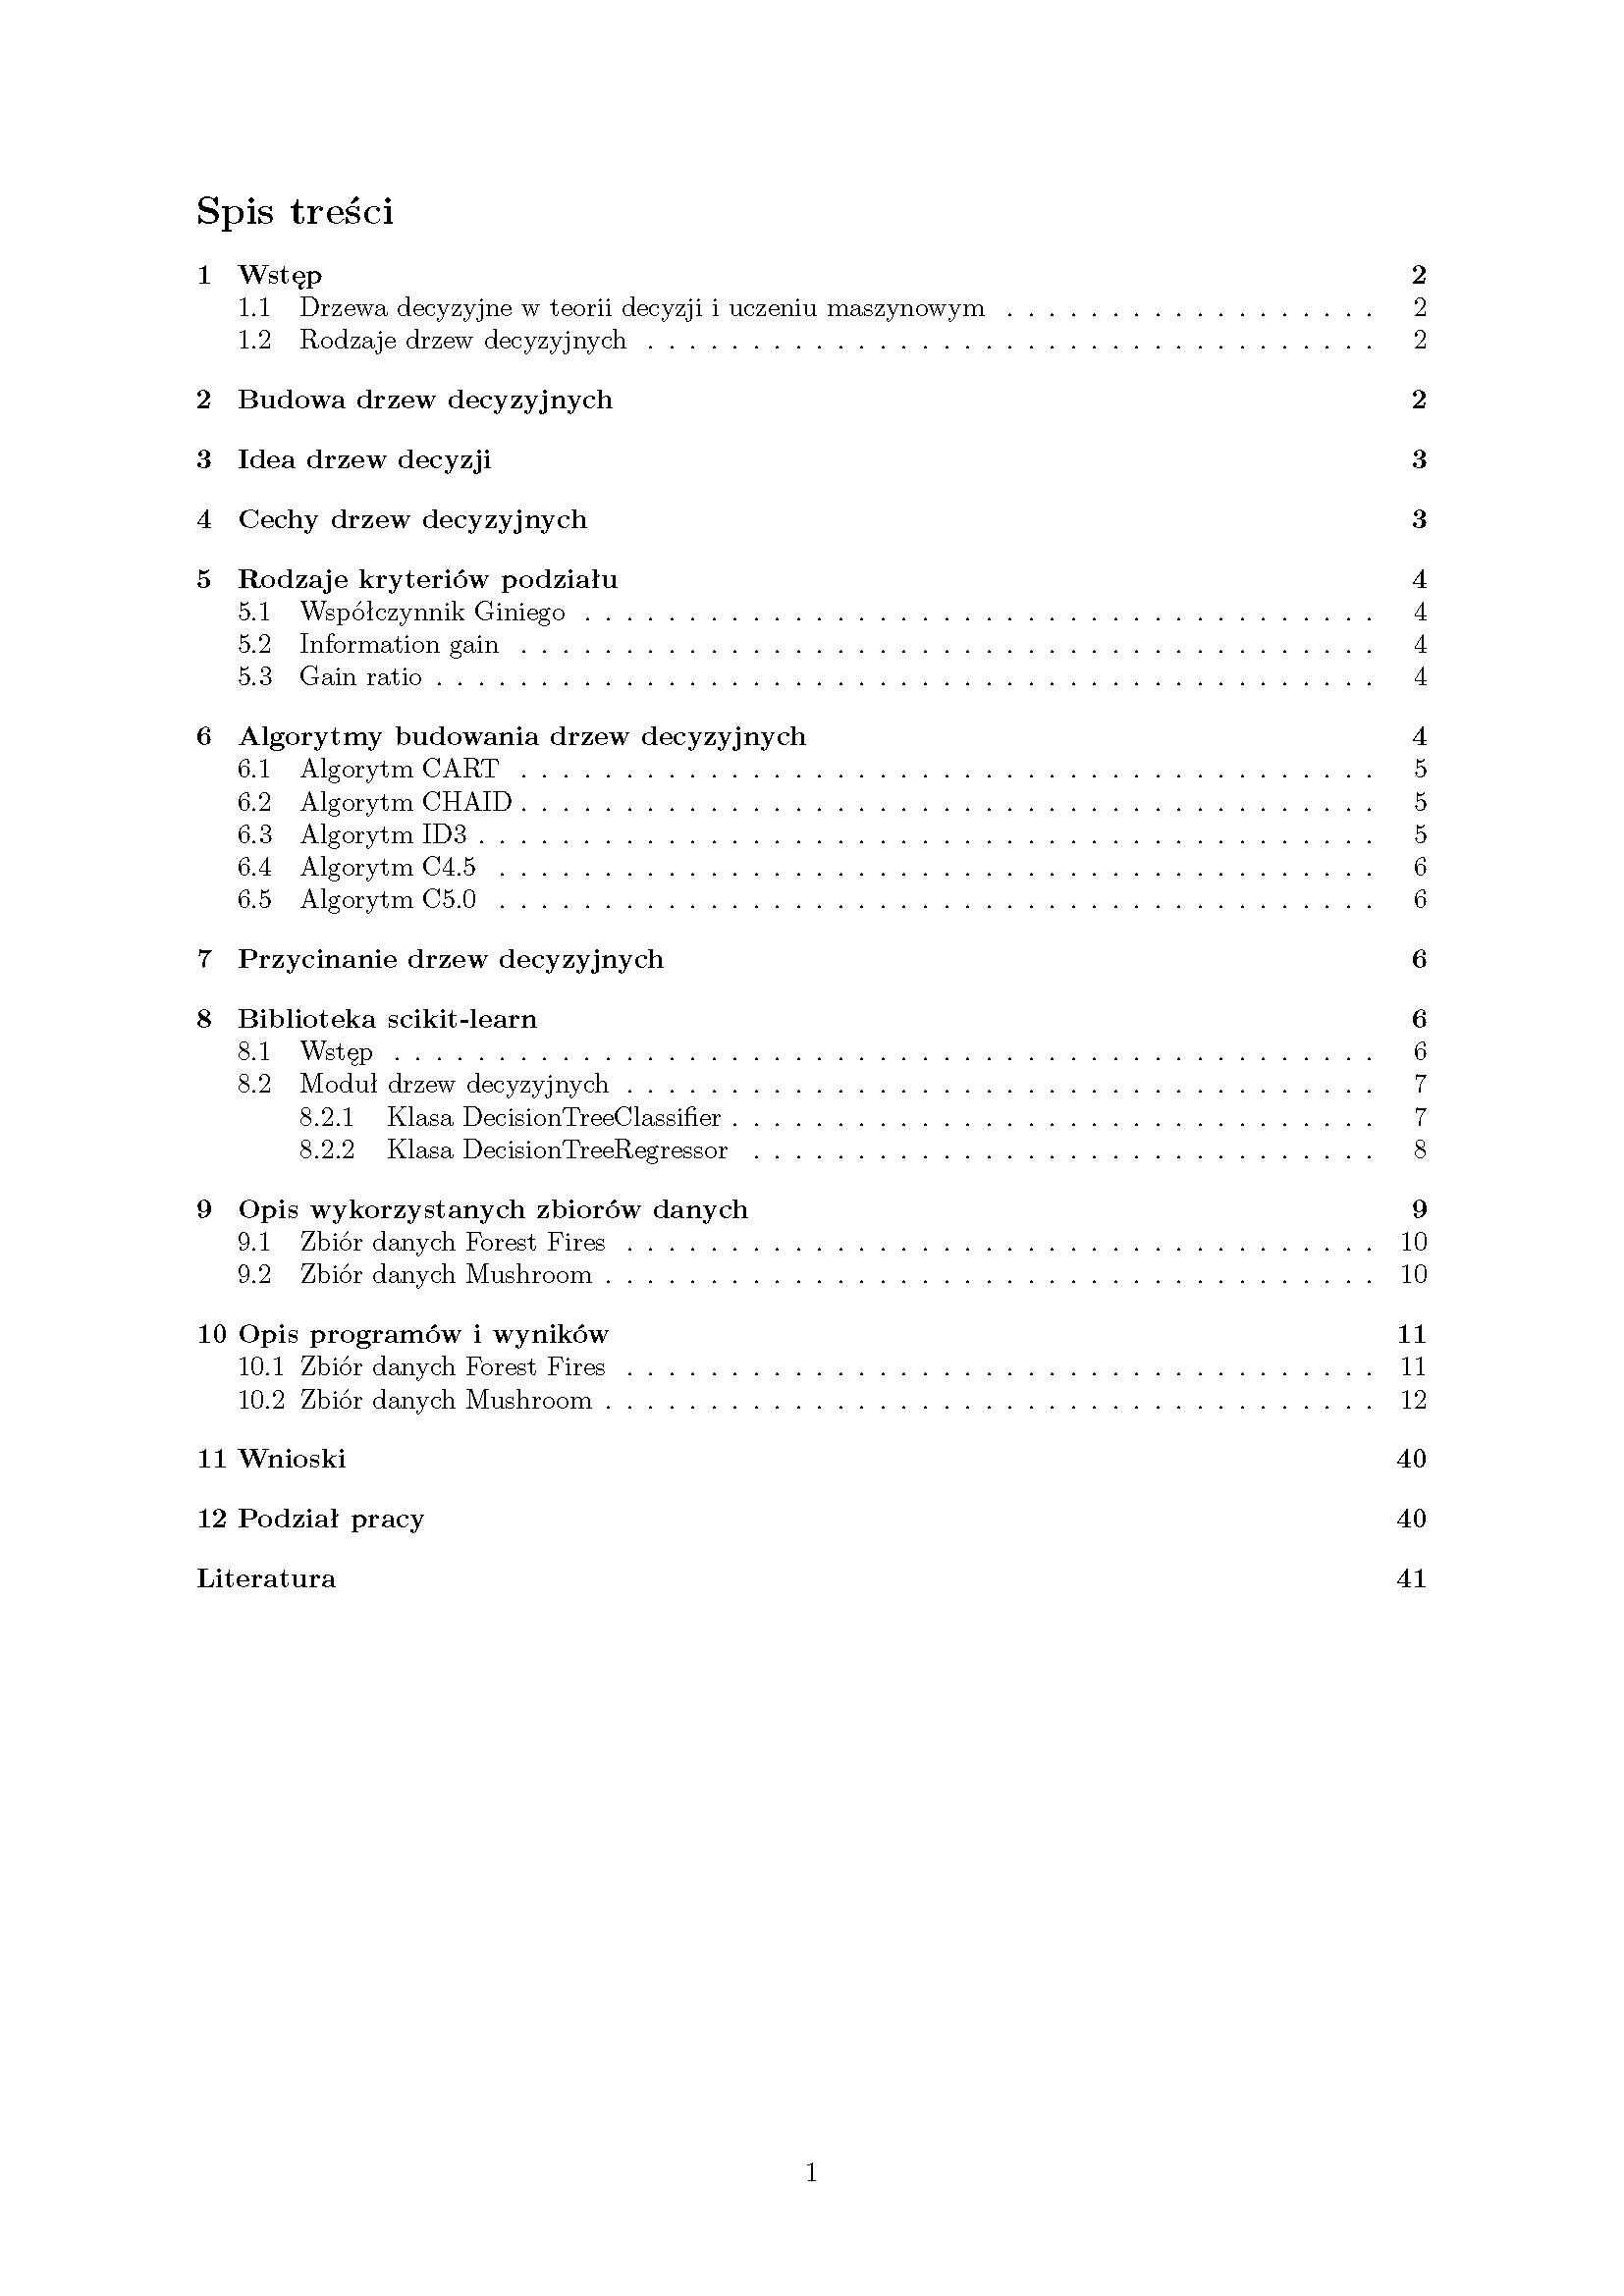 Spis treści
1 Wstęp 2
1.1 Drzewa decyzyjne w teorii decyzji i uczeniu maszynowym . . . . . . . . . . . . . . . . . . 2
1.2 Rodzaje drzew decyzyjnych . . . . . . . . . . . . . . . . . . . . . . . . . . . . . . . . . . . 2
2 Budowa drzew decyzyjnych 2
3 Idea drzew decyzji 3
4 Cechy drzew decyzyjnych 3
5 Rodzaje kryteriów podziału 4
5.1 Współczynnik Giniego . . . . . . . . . . . . . . . . . . . . . . . . . . . . . . . . . . . . . . 4
5.2 Information gain . . . . . . . . . . . . . . . . . . . . . . . . . . . . . . . . . . . . . . . . . 4
5.3 Gain ratio . . . . . . . . . . . . . . . . . . . . . . . . . . . . . . . . . . . . . . . . . . . . . 4
6 Algorytmy budowania drzew decyzyjnych 4
6.1 Algorytm CART . . . . . . . . . . . . . . . . . . . . . . . . . . . . . . . . . . . . . . . . . 5
6.2 Algorytm CHAID . . . . . . . . . . . . . . . . . . . . . . . . . . . . . . . . . . . . . . . . . 5
6.3 Algorytm ID3 . . . . . . . . . . . . . . . . . . . . . . . . . . . . . . . . . . . . . . . . . . . 5
6.4 Algorytm C4.5 . . . . . . . . . . . . . . . . . . . . . . . . . . . . . . . . . . . . . . . . . . 6
6.5 Algorytm C5.0 . . . . . . . . . . . . . . . . . . . . . . . . . . . . . . . . . . . . . . . . . . 6
7 Przycinanie drzew decyzyjnych 6
8 Biblioteka scikit-learn 6
8.1 Wstęp . . . . . . . . . . . . . . . . . . . . . . . . . . . . . . . . . . . . . . . . . . . . . . . 6
8.2 Moduł drzew decyzyjnych . . . . . . . . . . . . . . . . . . . . . . . . . . . . . . . . . . . . 7
8.2.1 Klasa DecisionTreeClassifier . . . . . . . . . . . . . . . . . . . . . . . . . . . . . . . 7
8.2.2 Klasa DecisionTreeRegressor . . . . . . . . . . . . . . . . . . . . . . . . . . . . . . 8
9 Opis wykorzystanych zbiorów danych 9
9.1 Zbiór danych Forest Fires . . . . . . . . . . . . . . . . . . . . . . . . . . . . . . . . . . . . 10
9.2 Zbiór danych Mushroom . . . . . . . . . . . . . . . . . . . . . . . . . . . . . . . . . . . . . 10
10 Opis programów i wyników 11
10.1 Zbiór danych Forest Fires . . . . . . . . . . . . . . . . . . . . . . . . . . . . . . . . . . . . 11
10.2 Zbiór danych Mushroom . . . . . . . . . . . . . . . . . . . . . . . . . . . . . . . . . . . . . 12
11 Wnioski 40
12 Podział pracy 40
Literatura 41
1